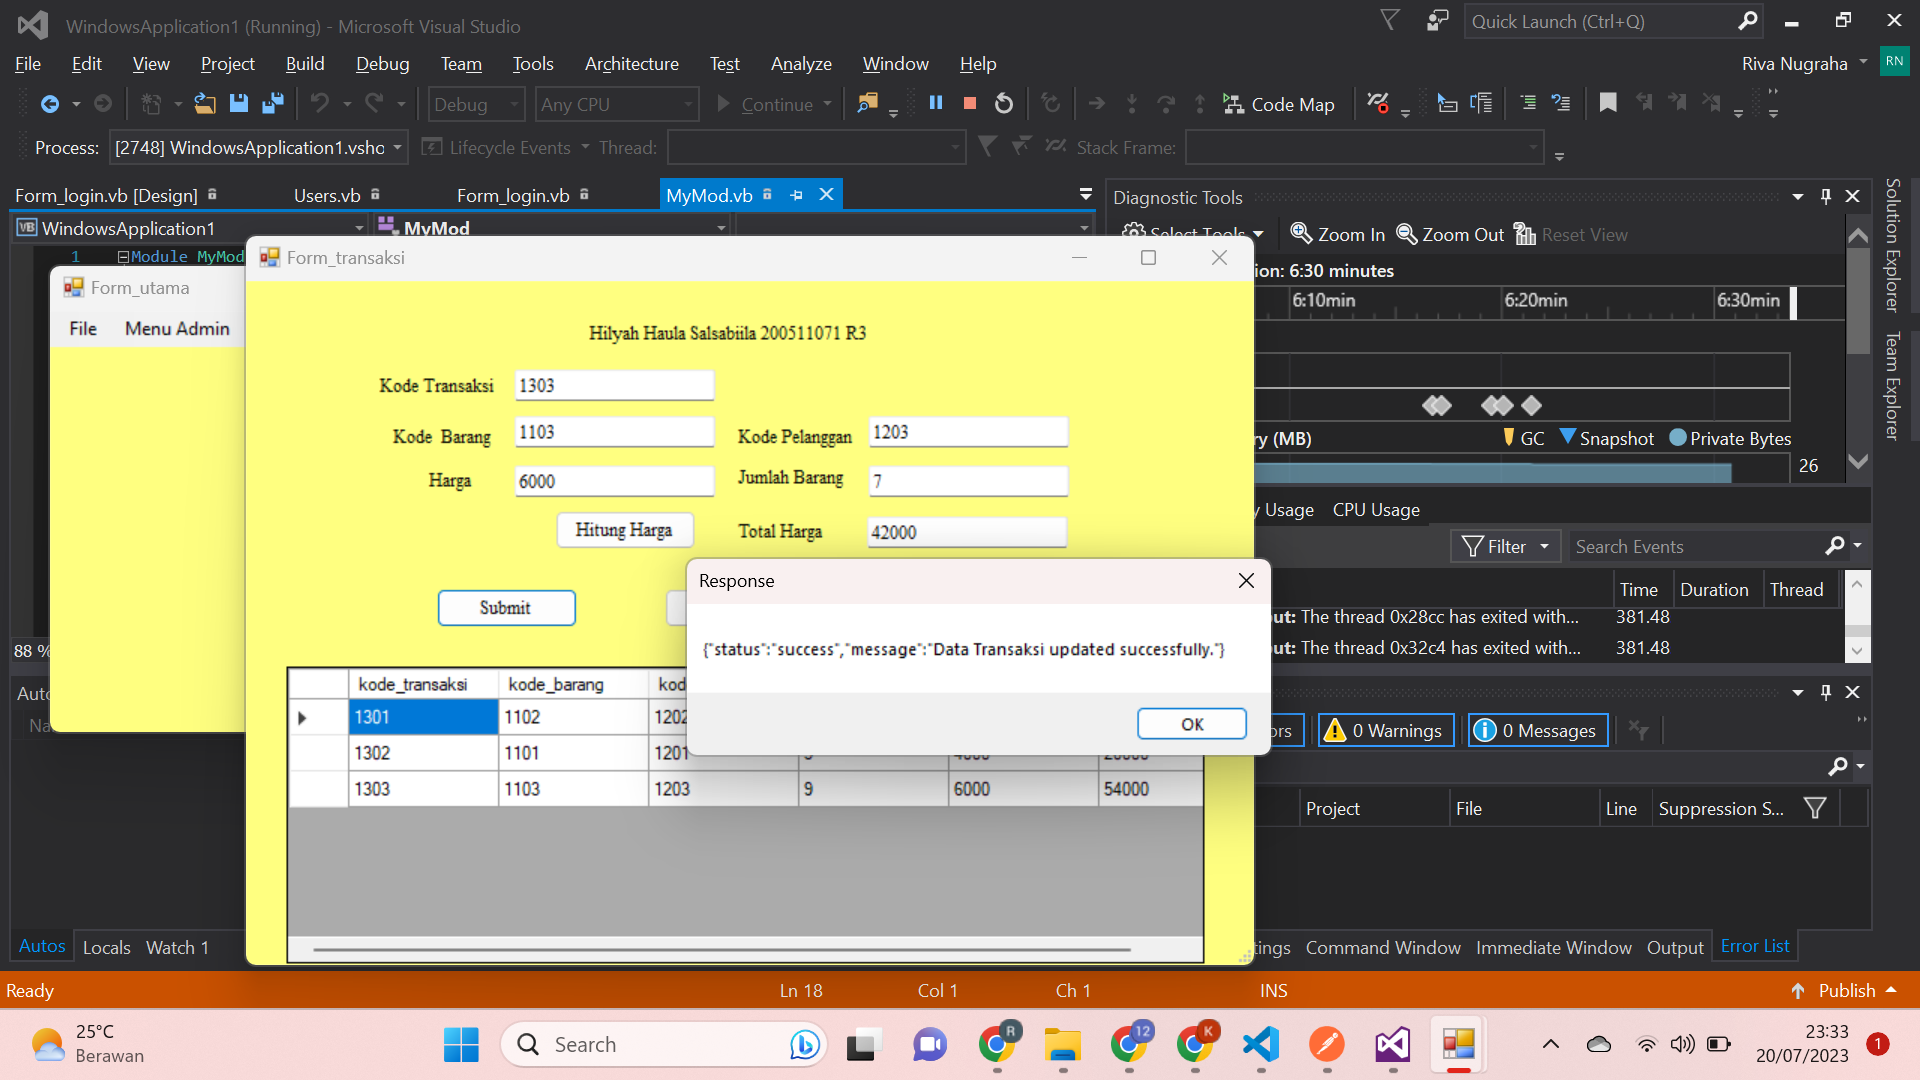 WindowsApplication1 (Running) - Microsoft Visual Studio
Quick Launch (Ctrl+Q)
File Edit View Project Build Debug Team Tools Architecture Test Analyze Window Help
Riva Nugraha RN
Debug Any CPU Continue Code Map
Process: [2748] WindowsApplication1.vsho Lifecycle Events Thread: Stack Frame:
Form_login.vb [Design] Users.vb Form_login.vb MyMod.vb
WindowsApplication1 MyMod
1 Module MyMod
88 %
Form_utama
File Menu Admin
Form_transaksi
Hilyah Haula Salsabiila 200511071 R3
Kode Transaksi 1303
Kode Barang 1103 Kode Pelanggan 1203
Harga 6000 Jumlah Barang 7
Hitung Harga Total Harga 42000
Submit
kode_transaksi kode_barang kod
1301 1102 1202
1302 1101 1201
1303 1103 1203 9 6000 54000
Response
{"status":"success","message":"Data Transaksi updated successfully."}
OK
Diagnostic Tools
Select Tools Zoom In Zoom Out Reset View
ion: 6:30 minutes
6:10min 6:20min 6:30min
ry (MB) GC Snapshot Private Bytes
26
y Usage CPU Usage
Filter Search Events
Time Duration Thread
out: The thread 0x28cc has exited with... 381.48
out: The thread 0x32c4 has exited with... 381.48
ors 0 Warnings 0 Messages
Project File Line Suppression S...
Solution Explorer
Team Explorer
Auto
Na
Autos Locals Watch 1
tings Command Window Immediate Window Output Error List
Ready Ln 18 Col 1 Ch 1 INS Publish
25°C
Berawan
Search
R 12 K
23:33
20/07/2023
1